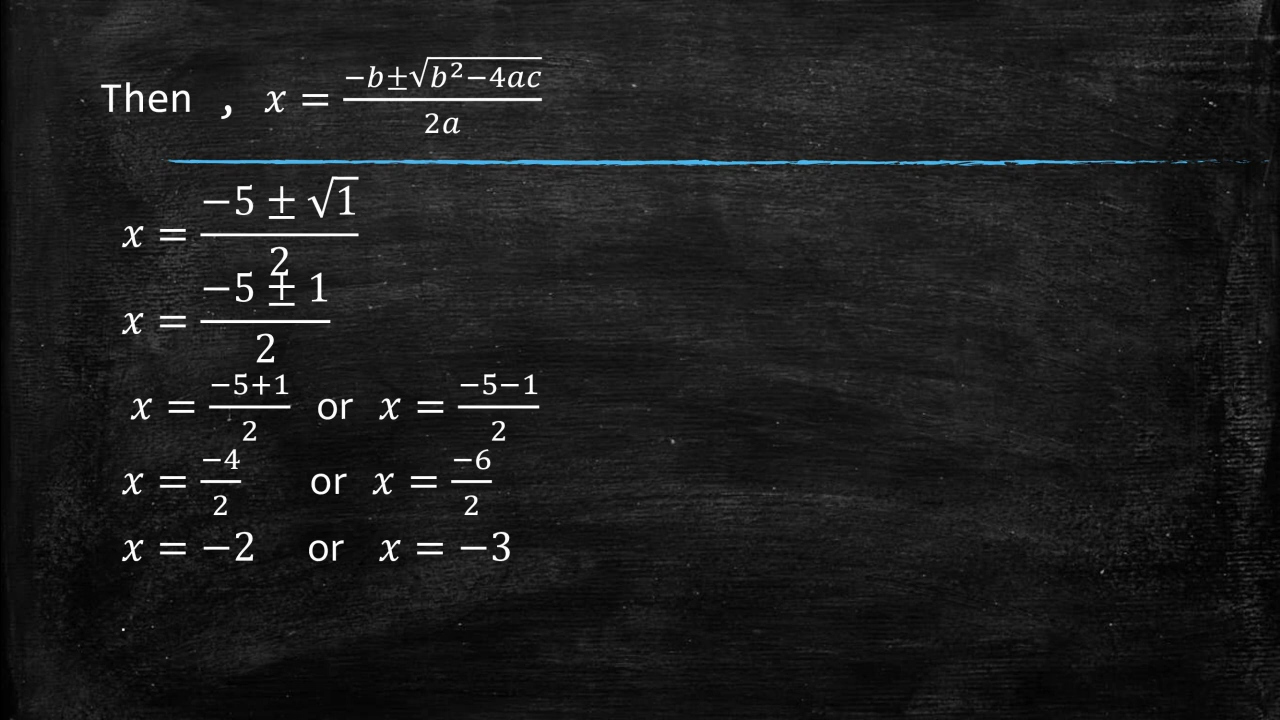 Then , x = (−b±√(b²−4ac))/(2a)
x = (−5 ± √1)/2
x = (−5 ± 1)/2
x = (−5+1)/2 or x = (−5−1)/2
x = (−4)/2 or x = (−6)/2
x = −2 or x = −3
.